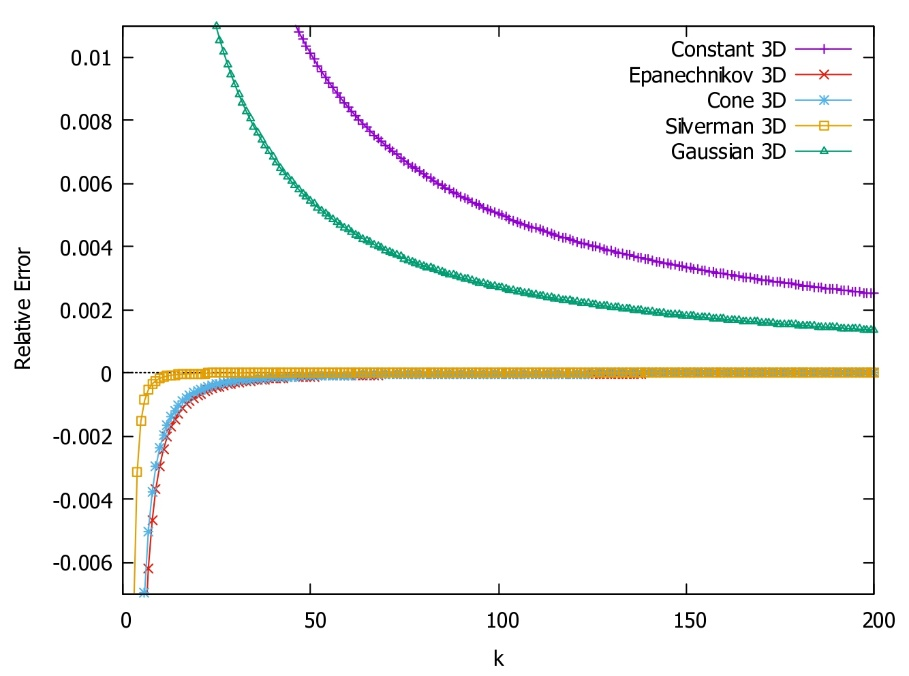 0.01
0.008
0.006
0.004
0.002
0
-0.002
-0.004
-0.006
Relative Error
Constant 3D
Epanechnikov 3D
Cone 3D
Silverman 3D
Gaussian 3D
0 50 100 150 200
k